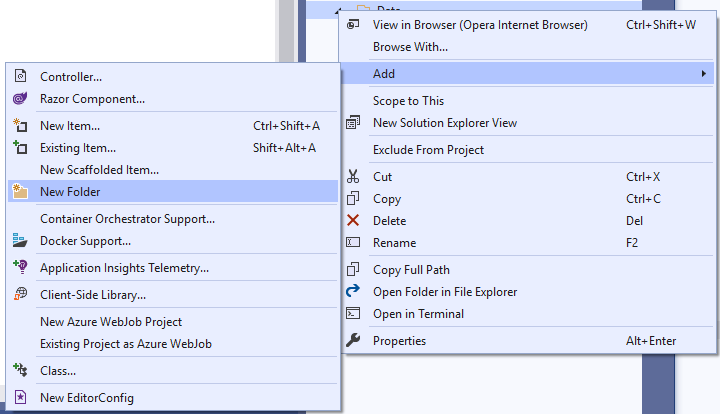 Data
View in Browser (Opera Internet Browser) Ctrl+Shift+W
Browse With...
Add
Scope to This
New Solution Explorer View
Exclude From Project
Cut Ctrl+X
Copy Ctrl+C
Delete Del
Rename F2
Copy Full Path
Open Folder in File Explorer
Open in Terminal
Properties Alt+Enter
Controller...
Razor Component...
New Item... Ctrl+Shift+A
Existing Item... Shift+Alt+A
New Scaffolded Item...
New Folder
Container Orchestrator Support...
Docker Support...
Application Insights Telemetry...
Client-Side Library...
New Azure WebJob Project
Existing Project as Azure WebJob
Class...
New EditorConfig